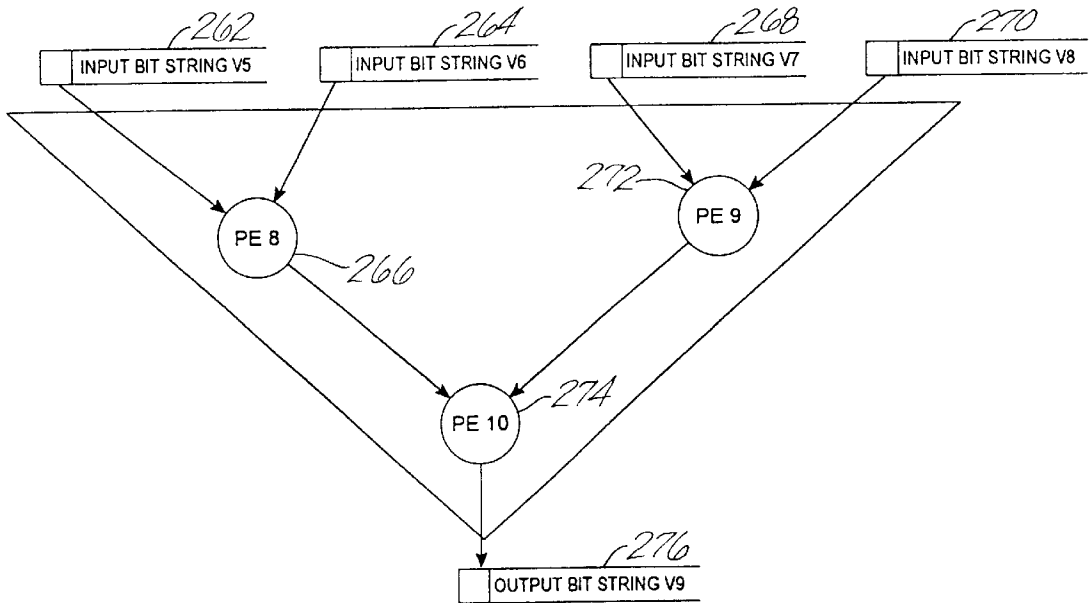 262 264 268 270
INPUT BIT STRING V5 INPUT BIT STRING V6 INPUT BIT STRING V7 INPUT BIT STRING V8
272 PE 9
PE 8
266
PE 10 274
276
OUTPUT BIT STRING V9